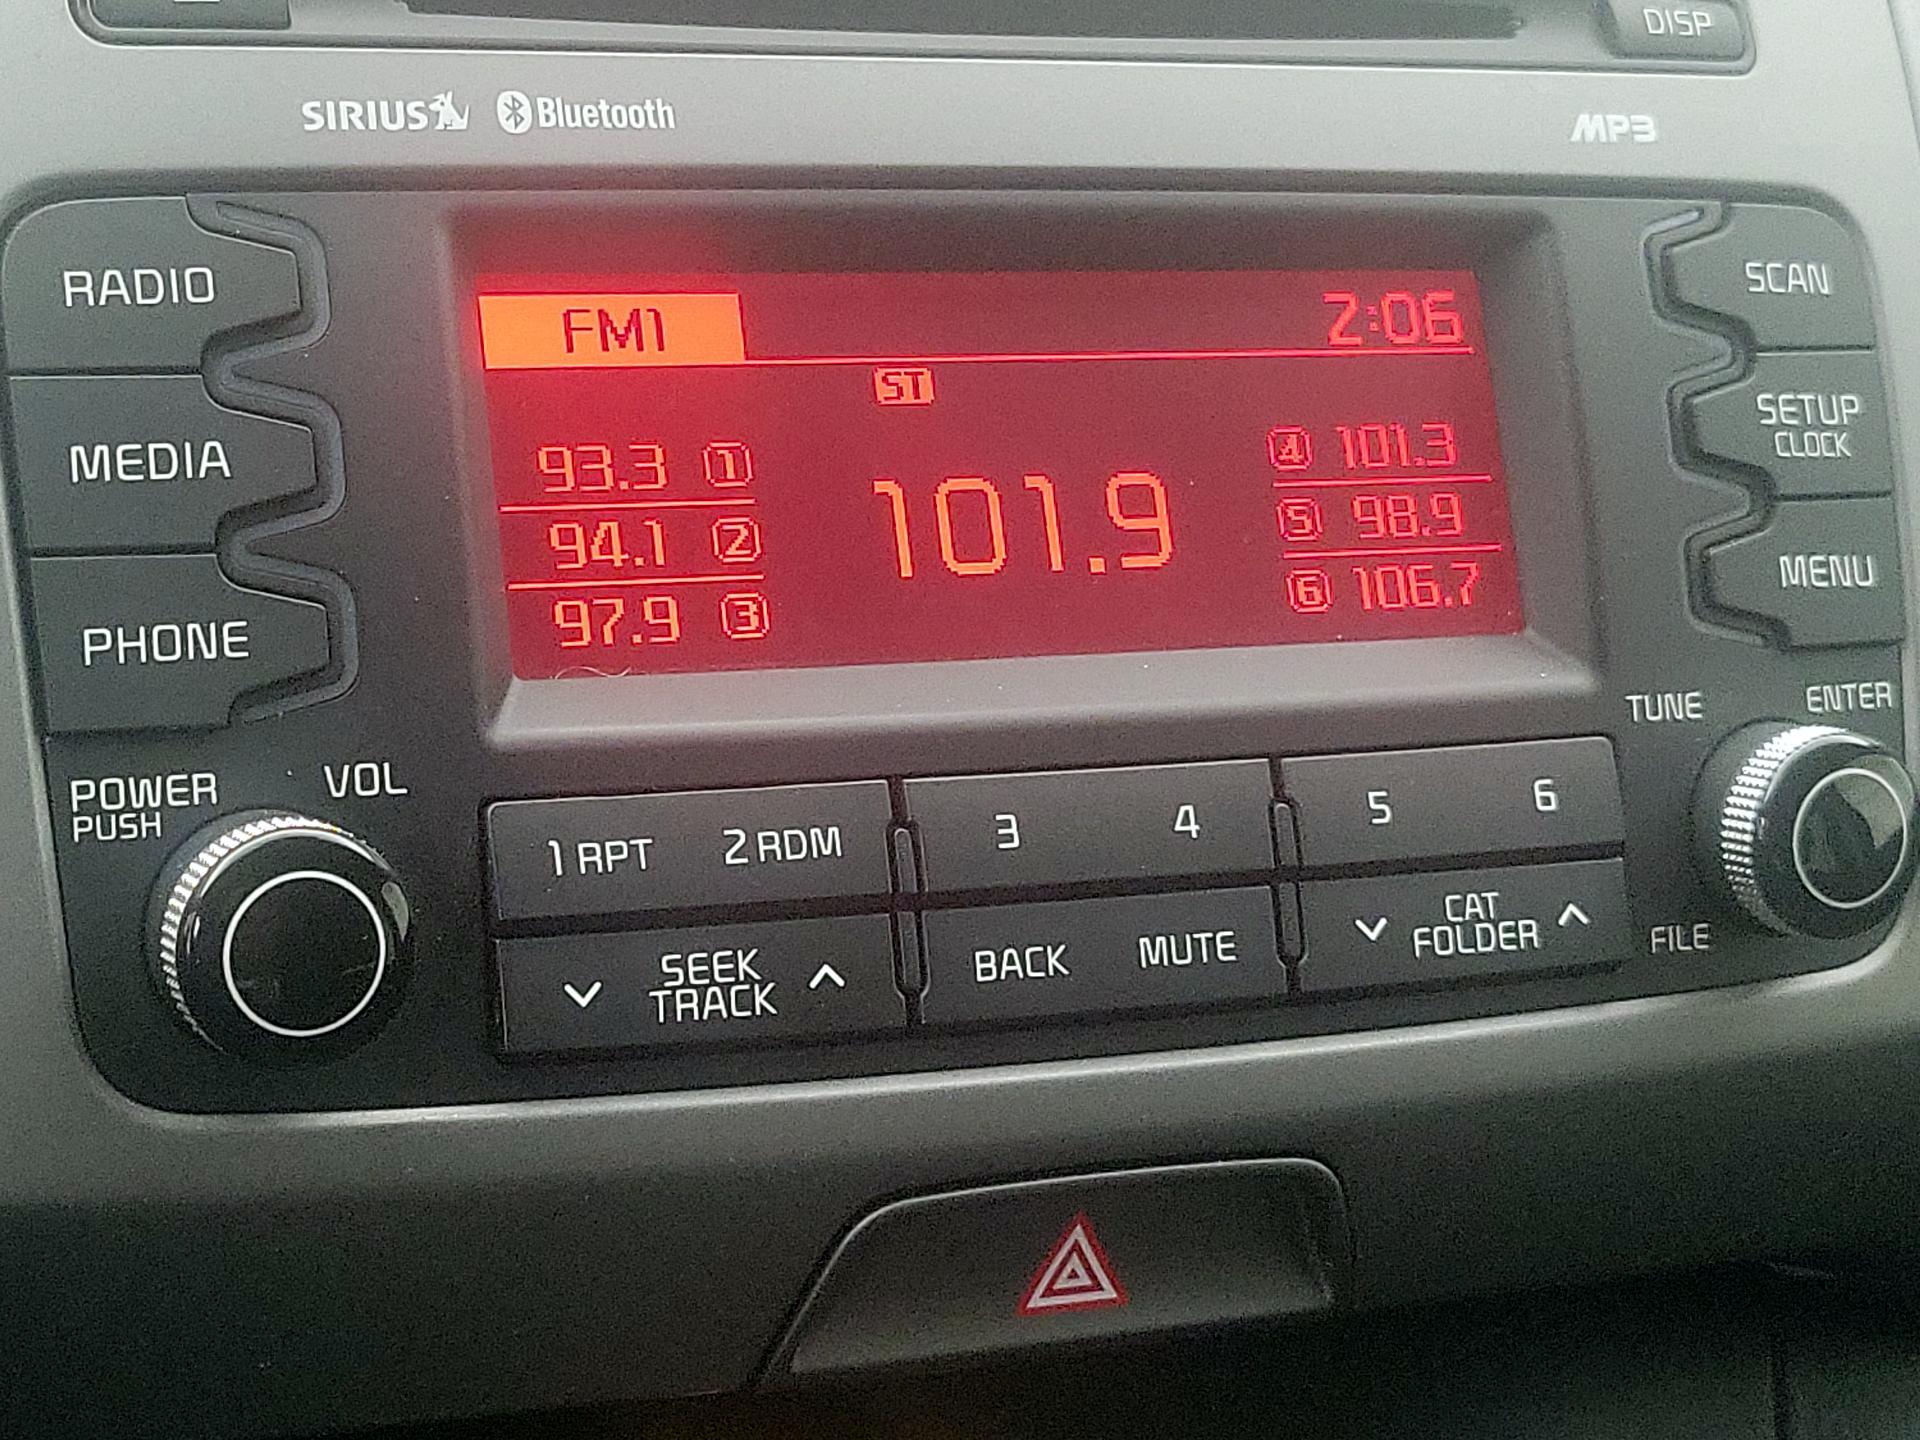 DISP
SIRIUS Bluetooth
MP3
RADIO
MEDIA
PHONE
FM1 2:06
ST
93.3 1
94.1 2
97.9 3
101.9
4 101.3
5 98.9
6 106.7
SCAN
SETUP
CLOCK
MENU
POWER
PUSH
VOL
TUNE
ENTER
FILE
1 RPT 2 RDM 3 4 5 6
SEEK
TRACK
BACK MUTE
CAT
FOLDER